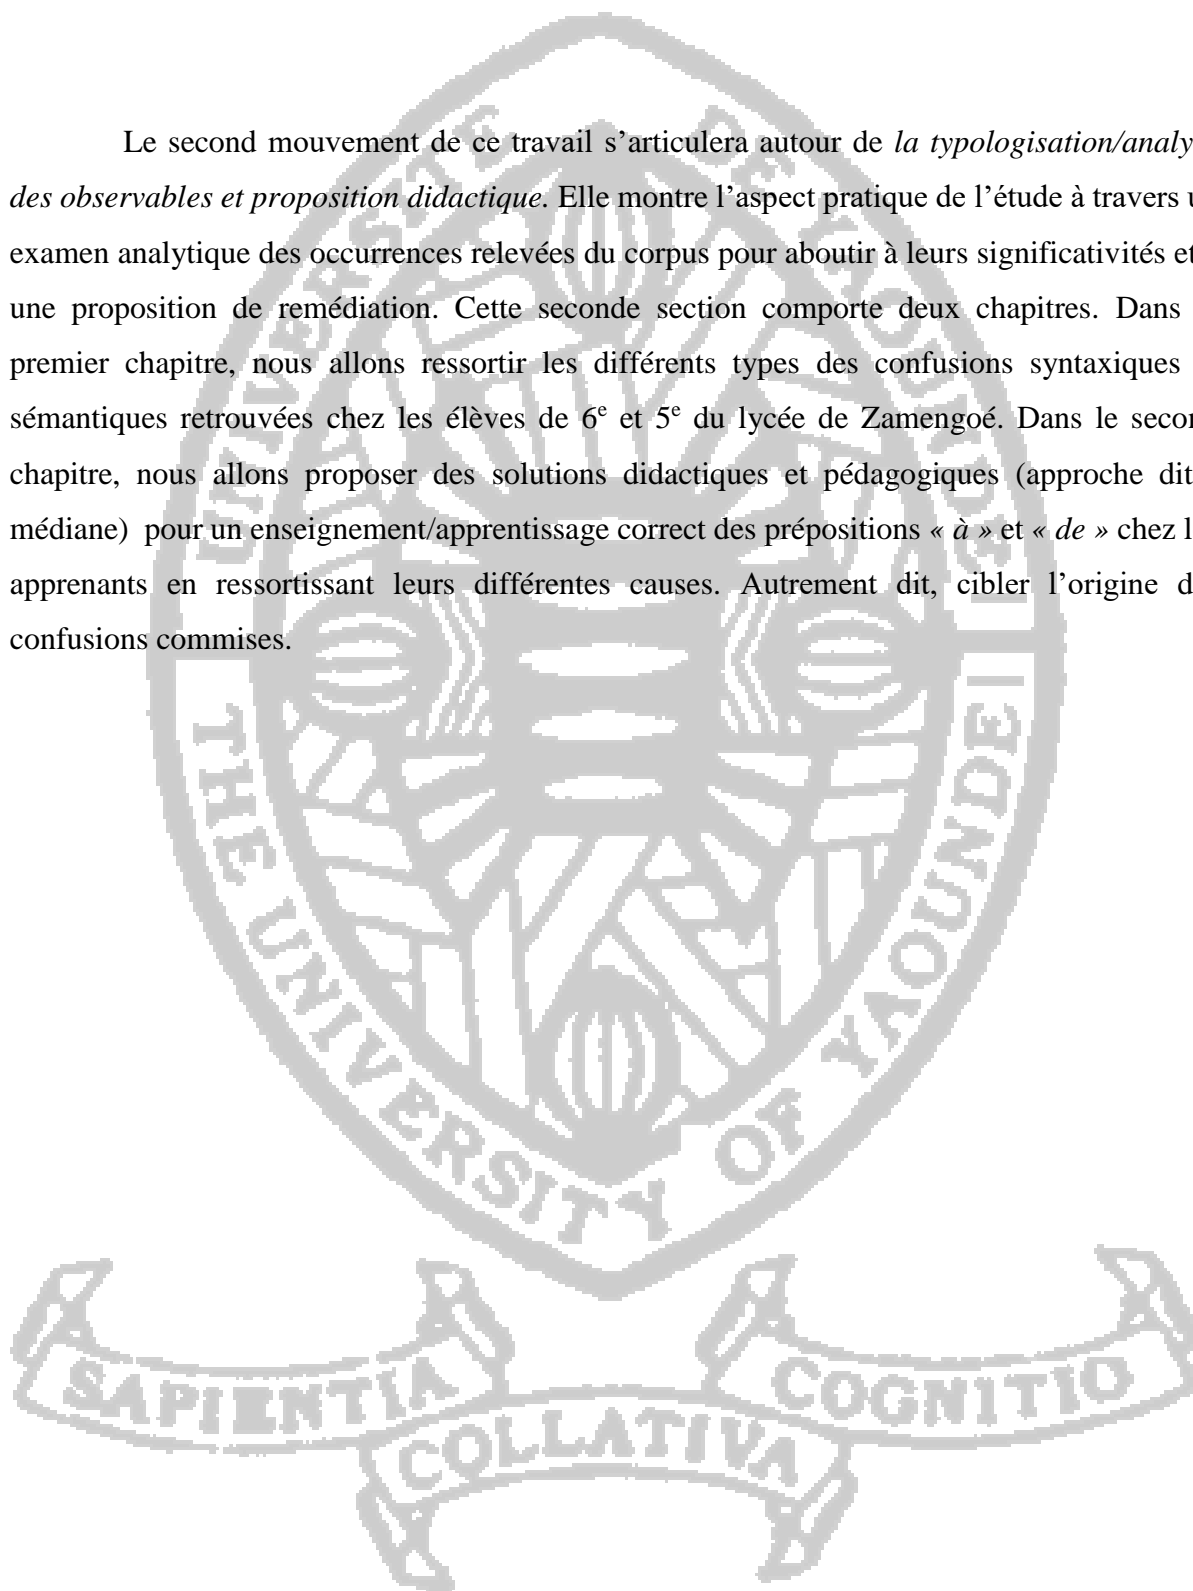 Le second mouvement de ce travail s’articulera autour de la typologisation/analy
des observables et proposition didactique. Elle montre l’aspect pratique de l’étude à travers u
examen analytique des occurrences relevées du corpus pour aboutir à leurs significativités et
une proposition de remédiation. Cette seconde section comporte deux chapitres. Dans
premier chapitre, nous allons ressortir les différents types des confusions syntaxiques
sémantiques retrouvées chez les élèves de 6e et 5e du lycée de Zamengoé. Dans le secon
chapitre, nous allons proposer des solutions didactiques et pédagogiques (approche dit
médiane) pour un enseignement/apprentissage correct des prépositions « à » et « de » chez l
apprenants en ressortissant leurs différentes causes. Autrement dit, cibler l’origine d
confusions commises.
UNIVERSITE DE YAOUNDE I
THE UNIVERSITY OF YAOUNDE I
SAPIENTIA
COLLATIVA
COGNITIO